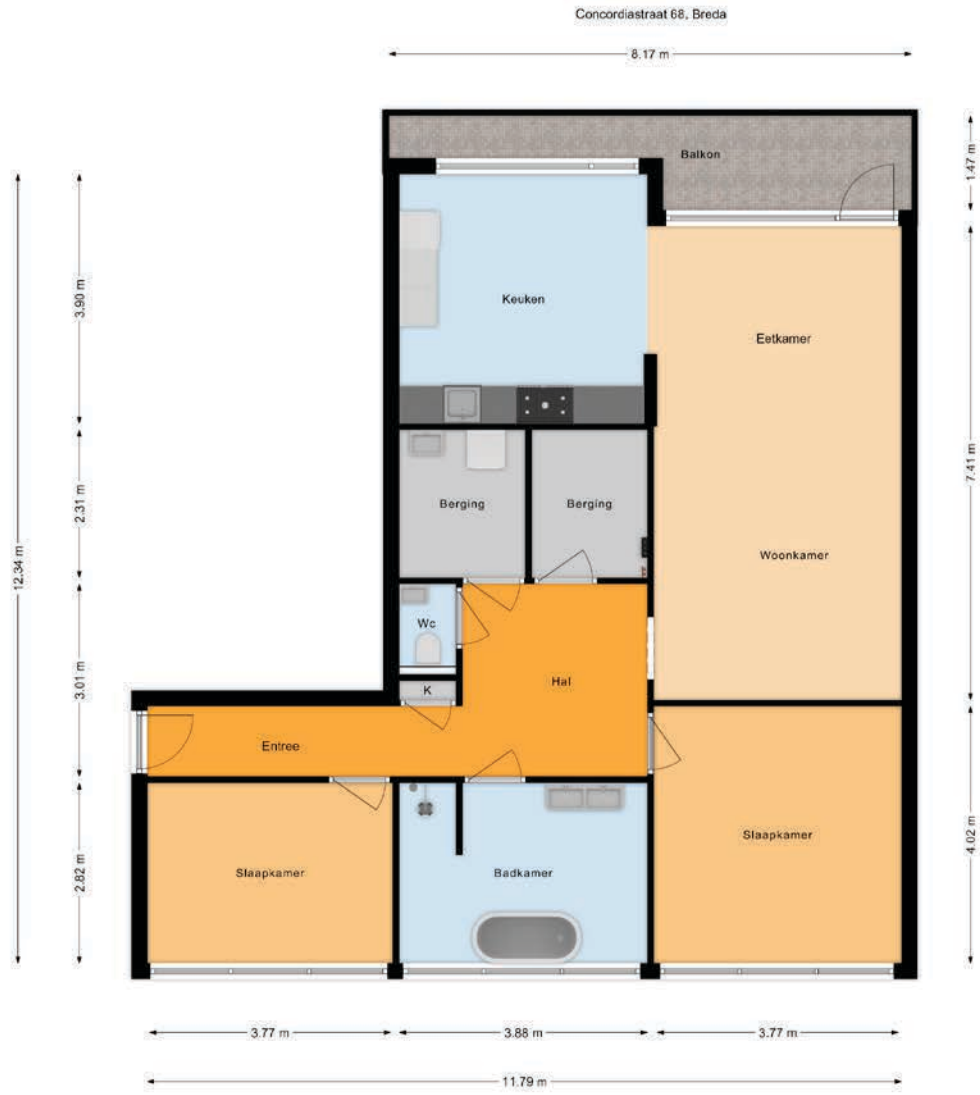 Concordiastraat 68, Breda
8.17 m
Balkon
1.47 m
3.90 m
Keuken
Eetkamer
7.41 m
2.31 m
Berging
Berging
Woonkamer
12.34 m
Wc
3.01 m
K
Hal
Entree
Slaapkamer
4.02 m
2.82 m
Slaapkamer
Badkamer
3.77 m
3.88 m
3.77 m
11.79 m